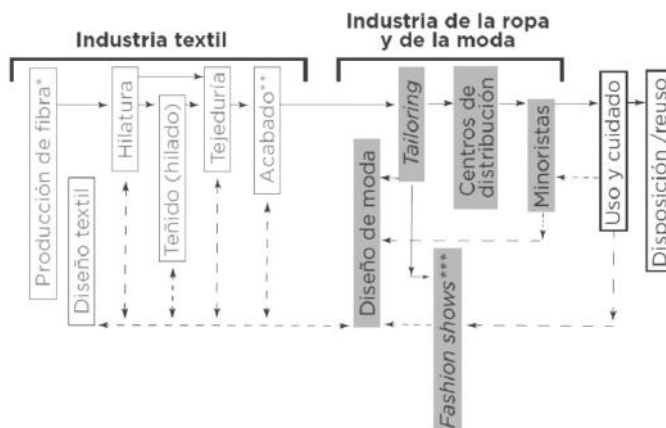 Industria textil
Industria de la ropa
y de la moda
Producción de fibra*
Diseño textil
Hilatura
Teñido (hilado)
Tejeduría
Acabado**
Diseño de moda
Tailoring
Fashion shows***
Centros de
distribución
Minoristas
Uso y cuidado
Disposición /reuso